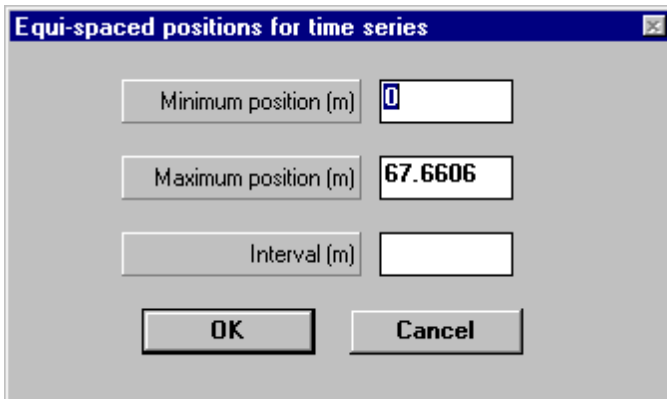 Equi-spaced positions for time series
Minimum position (m) 0
Maximum position (m) 67.6606
Interval (m)
OK Cancel